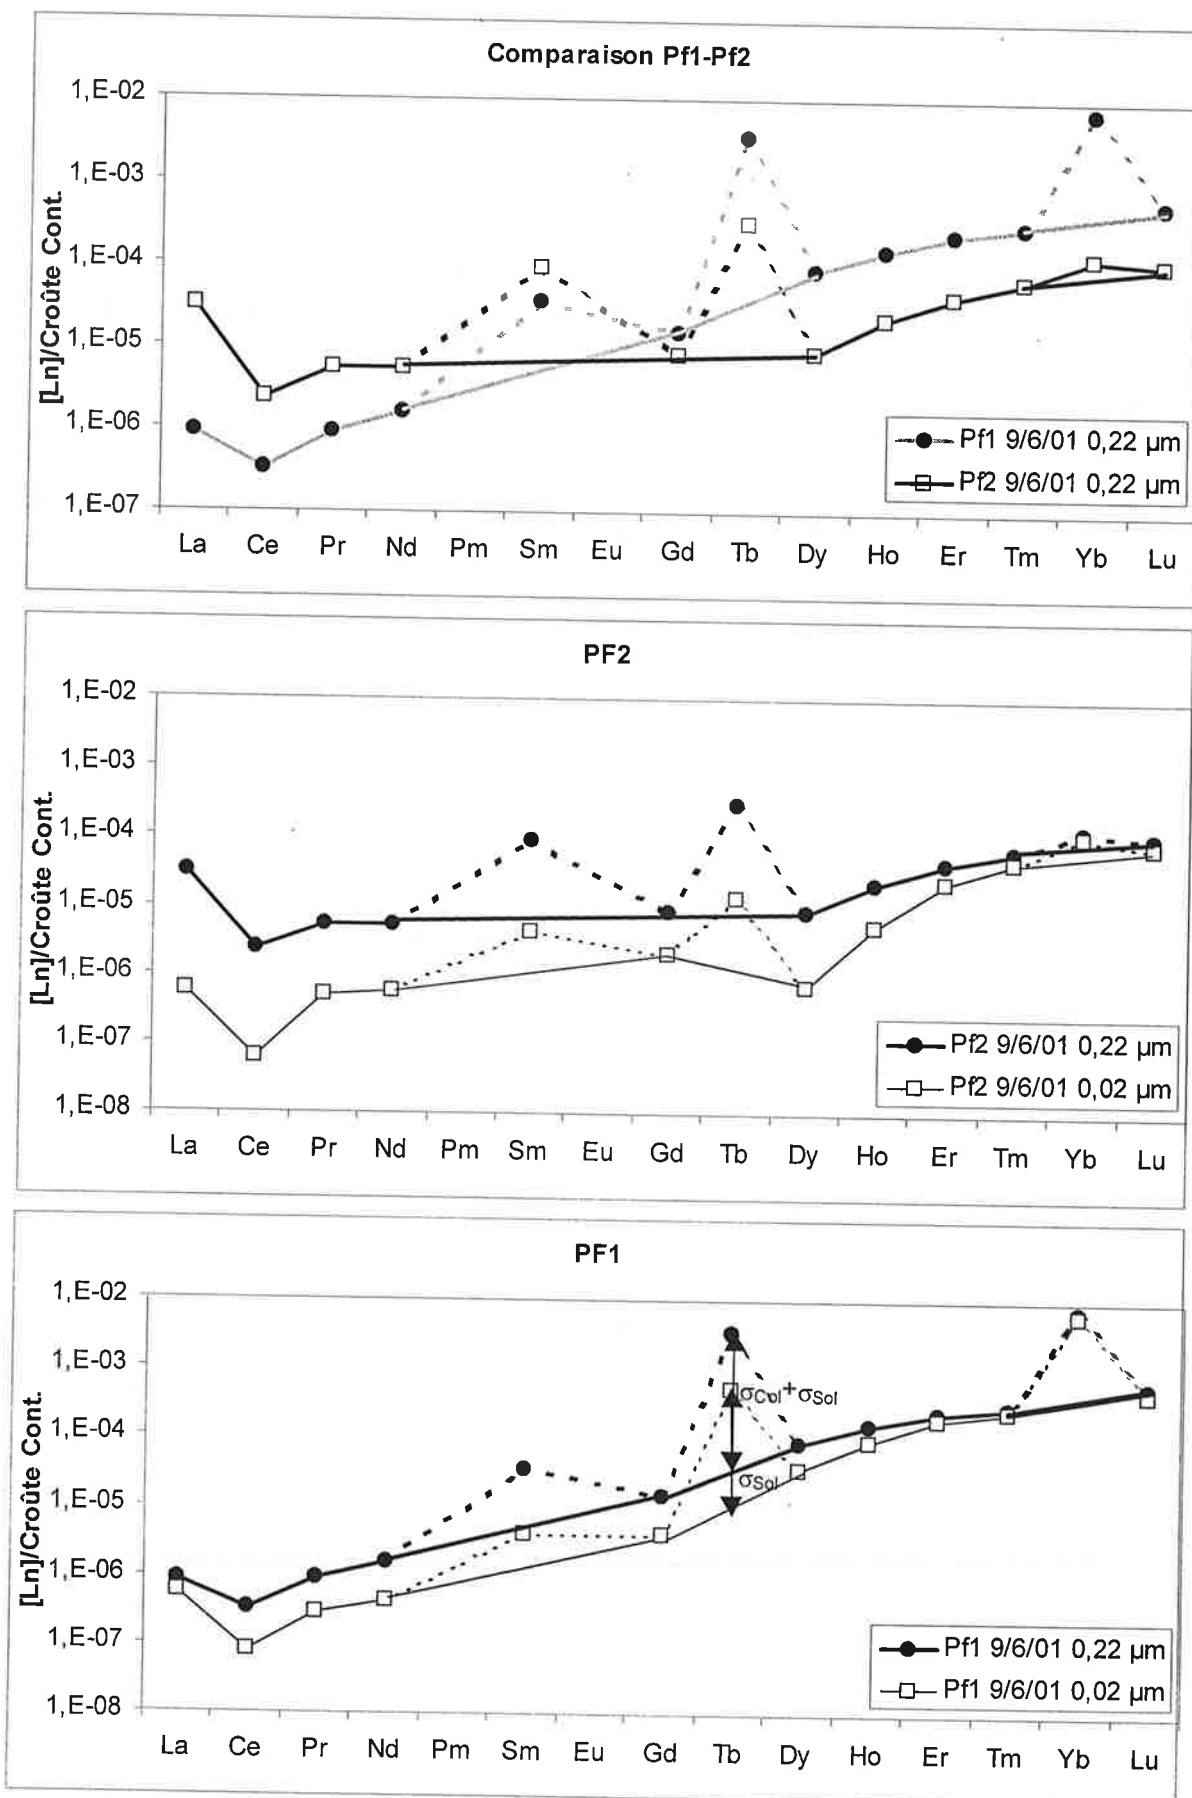 Comparaison Pf1-Pf2
[Ln]/Croûte Cont.
1,E-02
1,E-03
1,E-04
1,E-05
1,E-06
1,E-07
La Ce Pr Nd Pm Sm Eu Gd Tb Dy Ho Er Tm Yb Lu
Pf1 9/6/01 0,22 µm
Pf2 9/6/01 0,22 µm
PF2
[Ln]/Croûte Cont.
1,E-02
1,E-03
1,E-04
1,E-05
1,E-06
1,E-07
1,E-08
La Ce Pr Nd Pm Sm Eu Gd Tb Dy Ho Er Tm Yb Lu
Pf2 9/6/01 0,22 µm
Pf2 9/6/01 0,02 µm
PF1
[Ln]/Croûte Cont.
1,E-02
1,E-03
1,E-04
1,E-05
1,E-06
1,E-07
1,E-08
σCol+σSol
σSol
La Ce Pr Nd Pm Sm Eu Gd Tb Dy Ho Er Tm Yb Lu
Pf1 9/6/01 0,22 µm
Pf1 9/6/01 0,02 µm